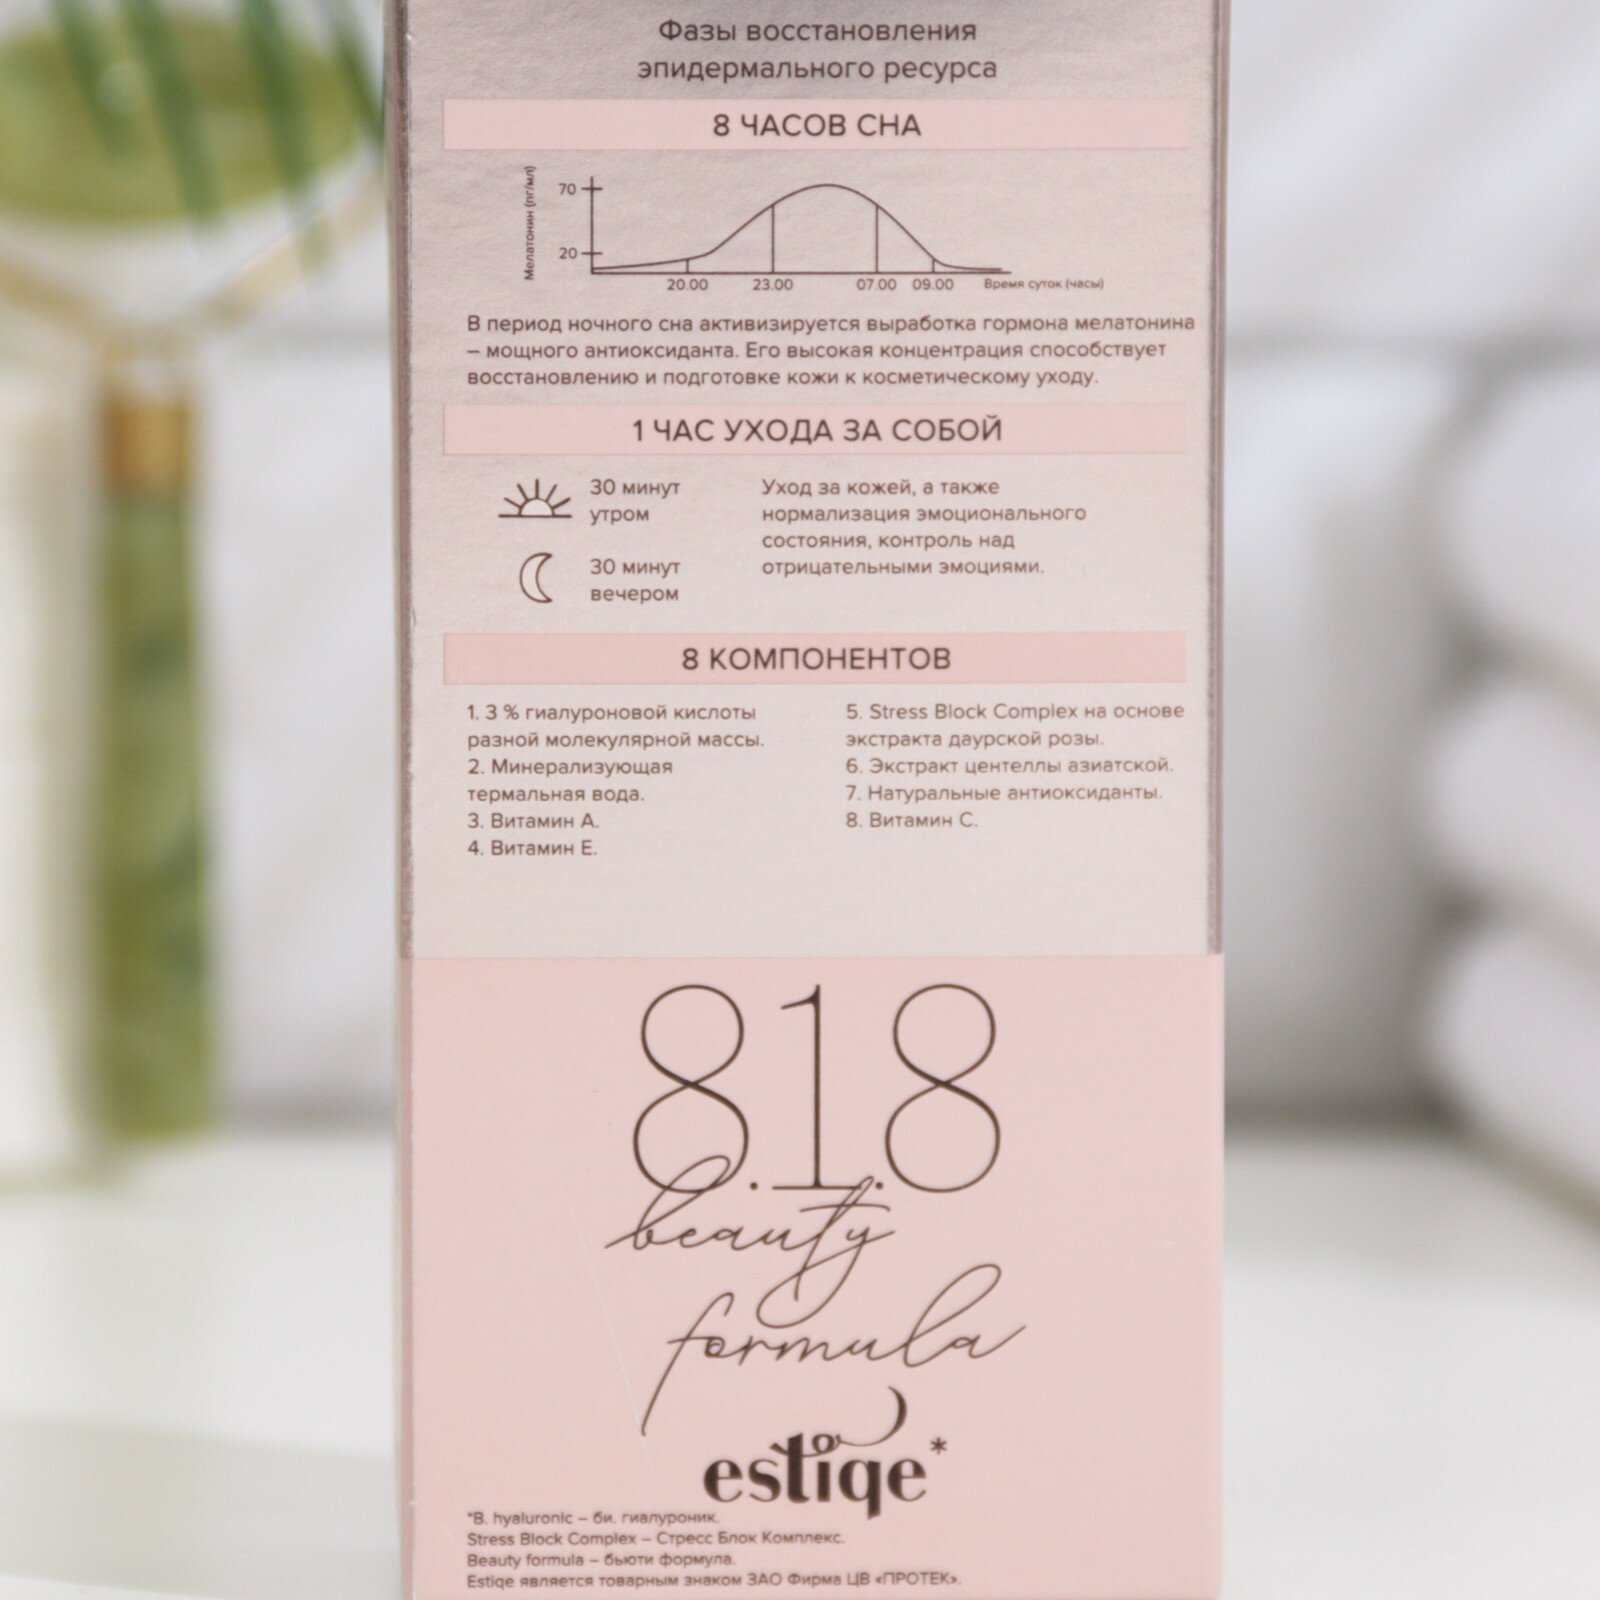 Фазы восстановления
эпидермального ресурса
8 ЧАСОВ СНА
Мелатонин (пг/мл)
70
20
20.00 23.00 07.00 09.00 Время суток (часы)
В период ночного сна активизируется выработка гормона мелатонина
– мощного антиоксиданта. Его высокая концентрация способствует
восстановлению и подготовке кожи к косметическому уходу.
1 ЧАС УХОДА ЗА СОБОЙ
30 минут
утром
30 минут
вечером
Уход за кожей, а также
нормализация эмоционального
состояния, контроль над
отрицательными эмоциями.
8 КОМПОНЕНТОВ
1. 3 % гиалуроновой кислоты
разной молекулярной массы.
2. Минерализующая
термальная вода.
3. Витамин А.
4. Витамин Е.
5. Stress Block Complex на основе
экстракта даурской розы.
6. Экстракт центеллы азиатской.
7. Натуральные антиоксиданты.
8. Витамин С.
8.1.8
beauty
formula
estiqe*
*B. hyaluronic – би. гиалуроник.
Stress Block Complex – Стресс Блок Комплекс.
Beauty formula – бьюти формула.
Estiqe является товарным знаком ЗАО Фирма ЦВ «ПРОТЕК».